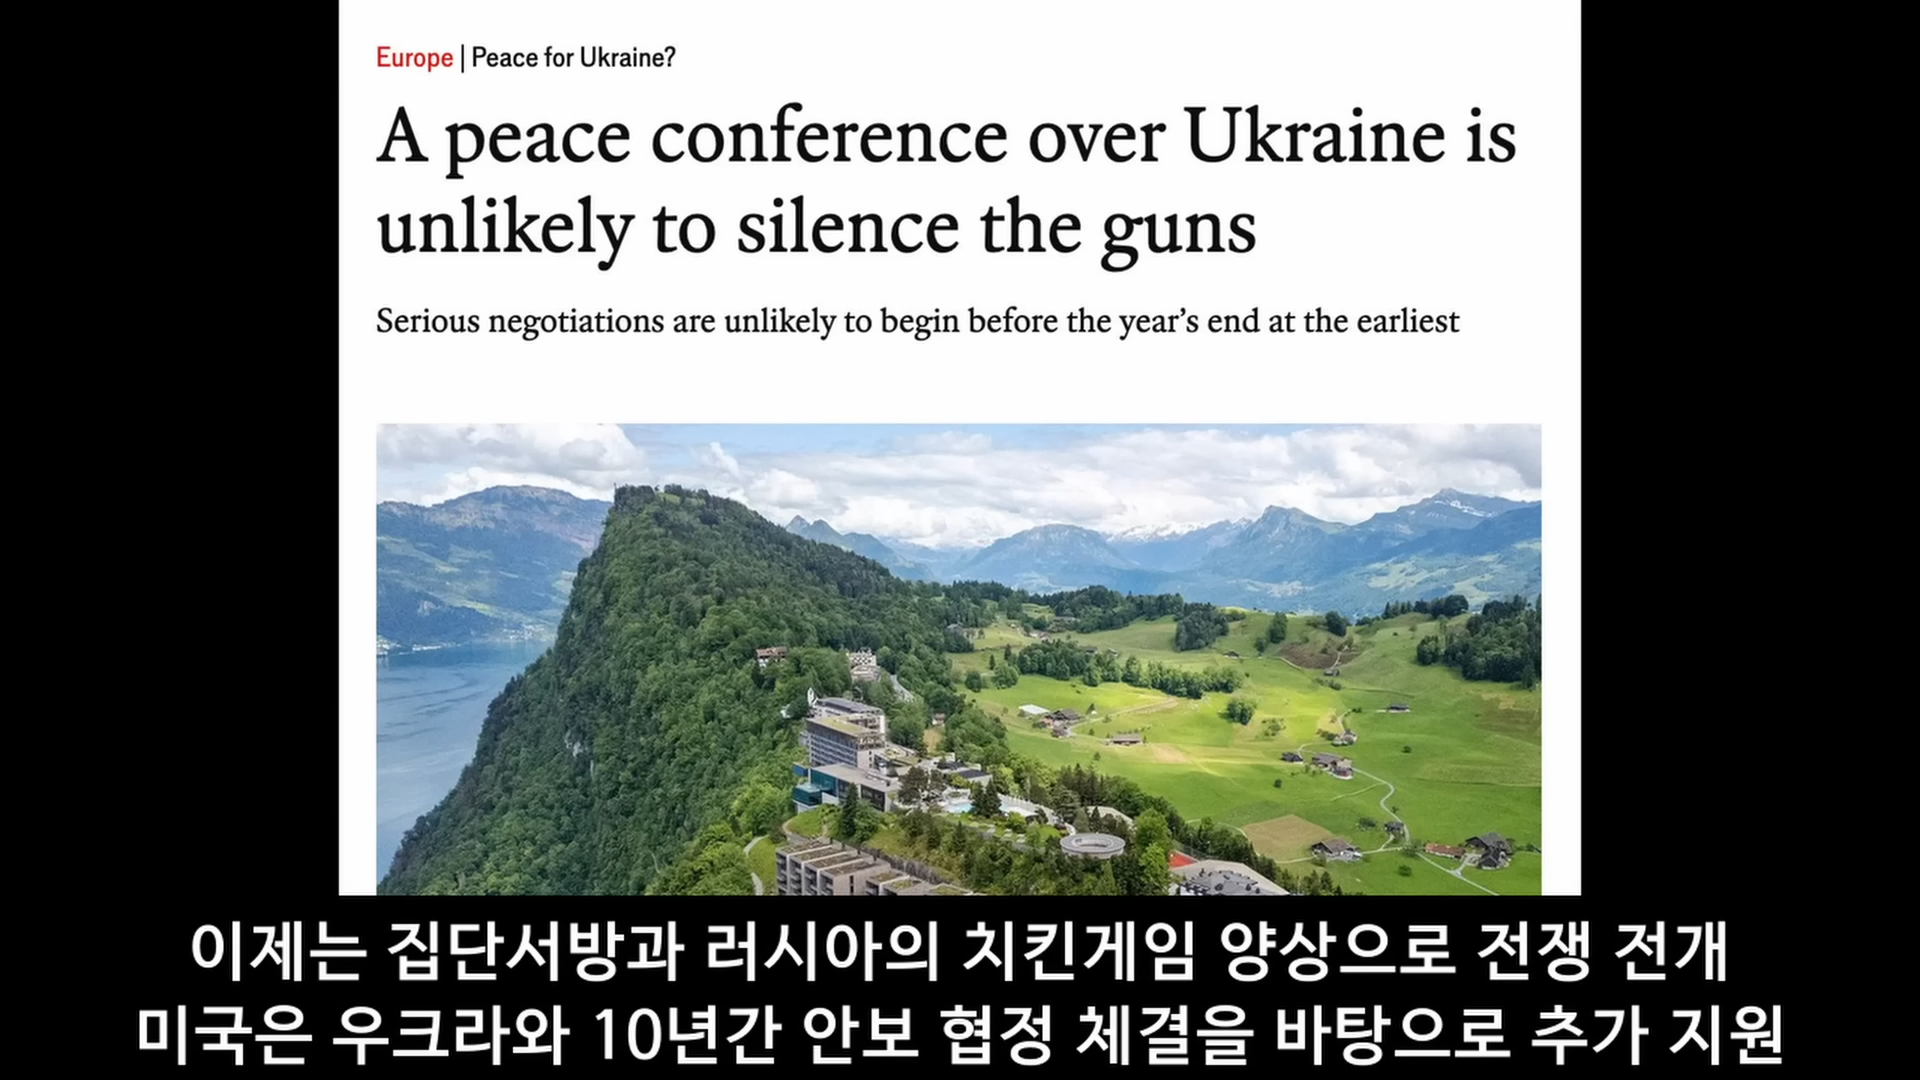 Europe | Peace for Ukraine?
A peace conference over Ukraine is
unlikely to silence the guns
Serious negotiations are unlikely to begin before the year’s end at the earliest
이제는 집단서방과 러시아의 치킨게임 양상으로 전쟁 전개
미국은 우크라와 10년간 안보 협정 체결을 바탕으로 추가 지원